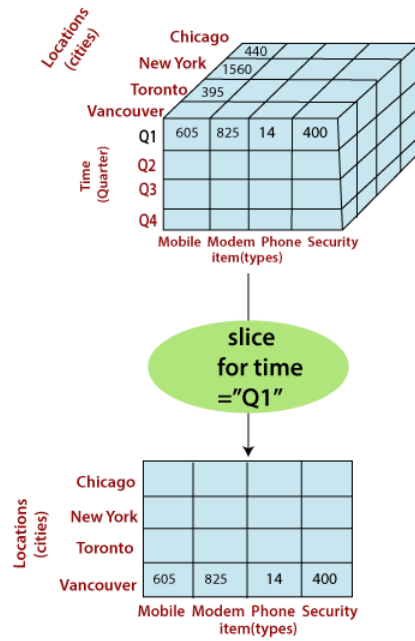 Locations
(cities)
Chicago
New York
Toronto
Vancouver
440
1560
395
Time
(Quarter)
Q1 605 825 14 400
Q2
Q3
Q4
Mobile Modem Phone Security
item(types)
slice
for time
="Q1"
Locations
(cities)
Chicago
New York
Toronto
Vancouver 605 825 14 400
Mobile Modem Phone Security
item(types)